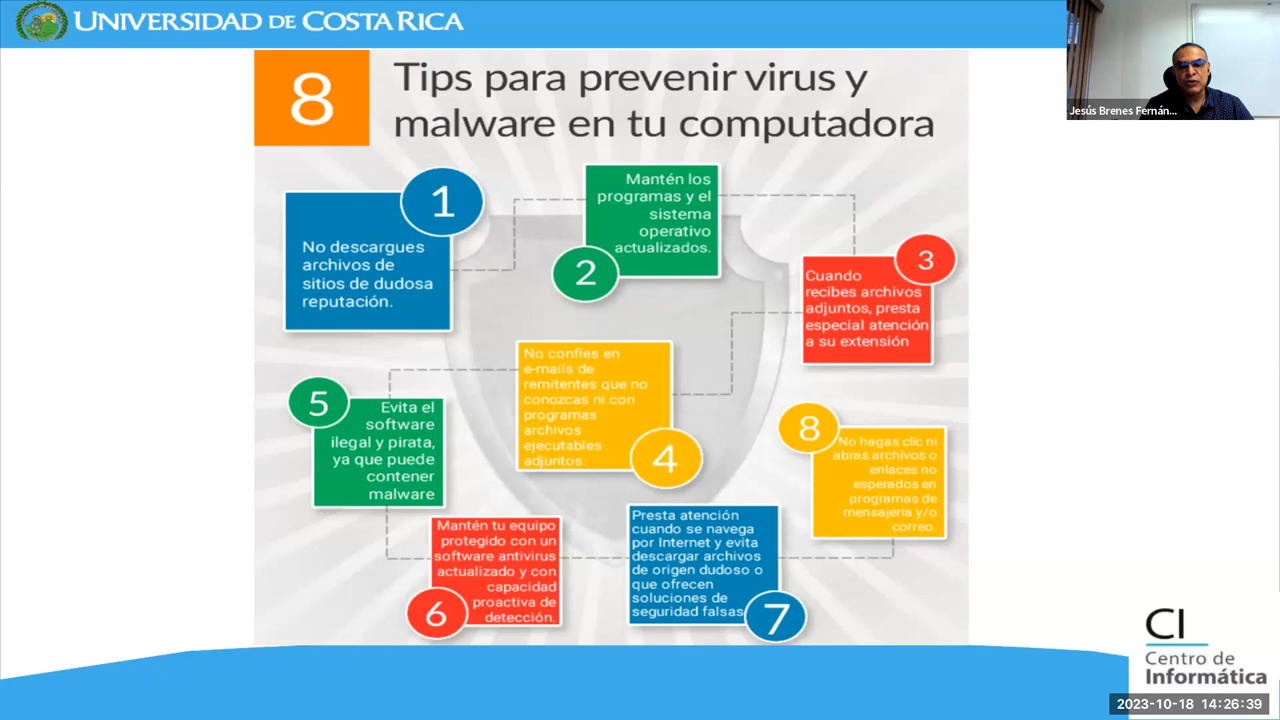 UNIVERSIDAD DE COSTA RICA
Jesús Brenes Fernán...
8
Tips para prevenir virus y
malware en tu computadora
1
No descargues
archivos de
sitios de dudosa
reputación.
Mantén los
programas y el
sistema
operativo
actualizados.
2
3
Cuando
recibes archivos
adjuntos, presta
especial atención
a su extensión
No confíes en
e-mails de
remitentes que no
conozcas ni con
programas
archivos
ejecutables
adjuntos.
4
5
Evita el
software
ilegal y pirata,
ya que puede
contener
malware
Mantén tu equipo
protegido con un
software antivirus
actualizado y con
capacidad
proactiva de
detección.
6
Presta atención
cuando se navega
por Internet y evita
descargar archivos
de origen dudoso o
que ofrecen
soluciones de
seguridad falsas
7
8
No hagas clic ni
abras archivos o
enlaces no
esperados en
programas de
mensajería y/o
correo.
CI
Centro de
Informática
2023-10-18 14:26:39